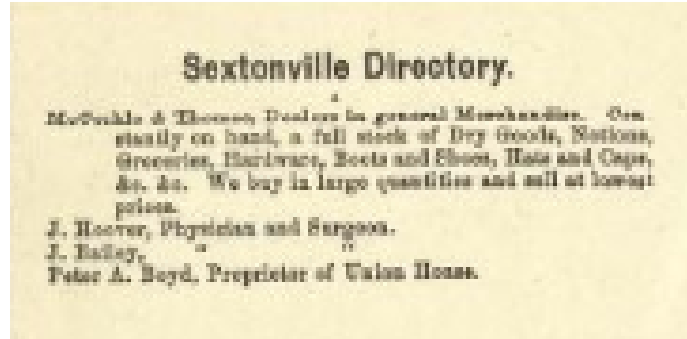 Sextonville Directory.
& Thomson, Dealers in general Merchandise. Con-
stantly on hand, a full stock of Dry Goods, Notions,
Groceries, Hardware, Boots and Shoes, Hats and Caps,
&c. &c. We buy in large quantities and sell at lowest
prices.
J. Hoover, Physician and Surgeon.
J. Bailey, " "
Peter A. Boyd, Proprietor of Union House.